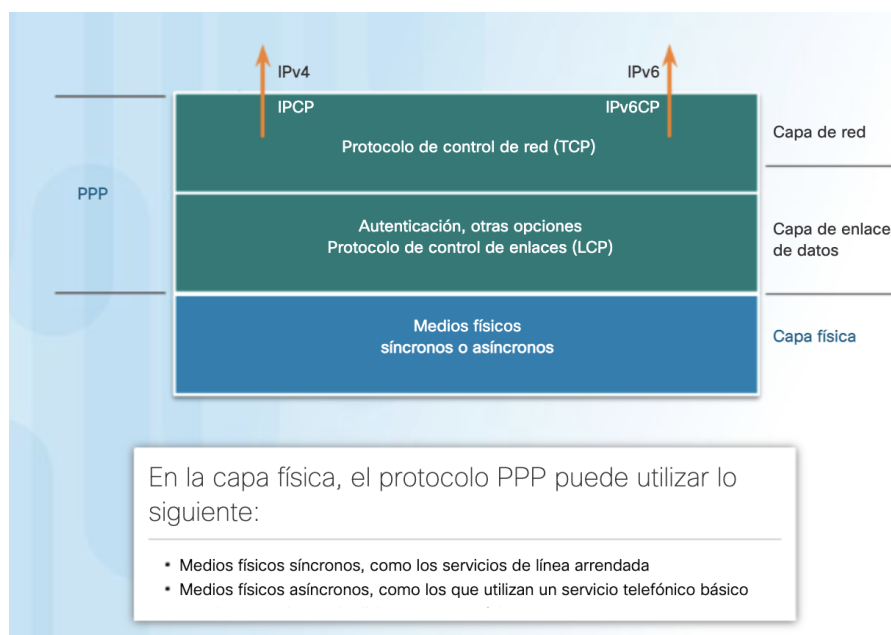 IPv4
IPv6
IPCP
IPv6CP
Protocolo de control de red (TCP)
Capa de red
PPP
Autenticación, otras opciones
Protocolo de control de enlaces (LCP)
Capa de enlace
de datos
Medios físicos
síncronos o asíncronos
Capa física
En la capa física, el protocolo PPP puede utilizar lo
siguiente:
• Medios físicos síncronos, como los servicios de línea arrendada
• Medios físicos asíncronos, como los que utilizan un servicio telefónico básico